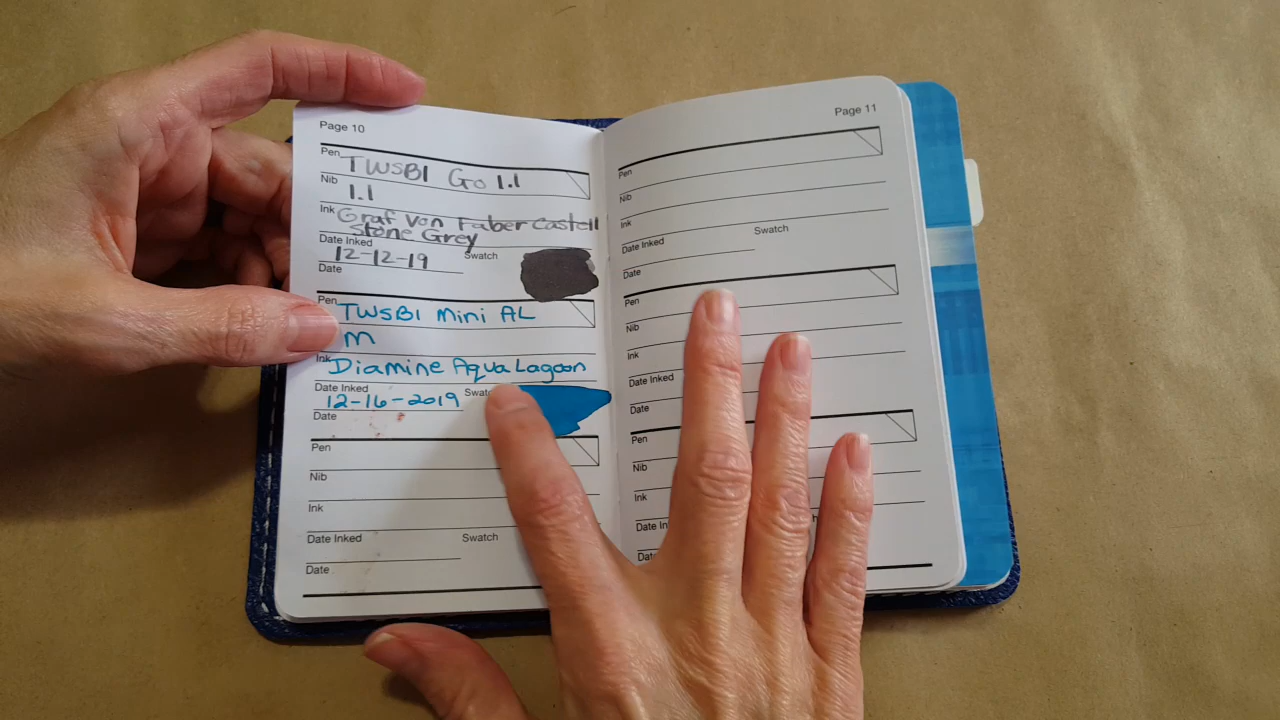 Page 10
Pen TWSBI Go 1.1
Nib 1.1
Ink Graf von Faber Castell
Stone Grey
Date Inked 12-12-19 Swatch
Date
Pen TWSBI Mini AL
M
Ink Diamine Aqua Lagoon
Date Inked 12-16-2019
Date
Pen
Nib
Ink
Date Inked Swatch
Date
Page 11
Pen
Nib
Ink
Date Inked Swatch
Date
Pen
Nib
Ink
Date Inked
Date
Pen
Nib
Ink